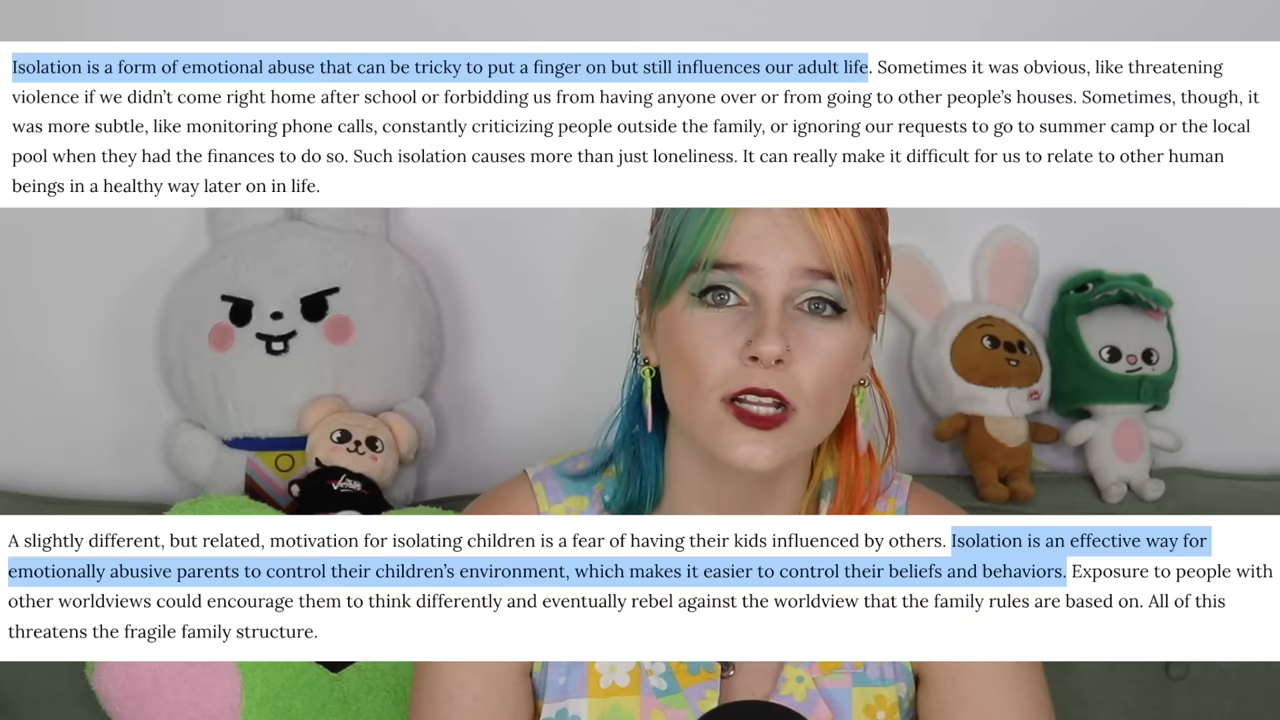 Isolation is a form of emotional abuse that can be tricky to put a finger on but still influences our adult life. Sometimes it was obvious, like threatening
violence if we didn’t come right home after school or forbidding us from having anyone over or from going to other people’s houses. Sometimes, though, it
was more subtle, like monitoring phone calls, constantly criticizing people outside the family, or ignoring our requests to go to summer camp or the local
pool when they had the finances to do so. Such isolation causes more than just loneliness. It can really make it difficult for us to relate to other human
beings in a healthy way later on in life.
A slightly different, but related, motivation for isolating children is a fear of having their kids influenced by others. Isolation is an effective way for
emotionally abusive parents to control their children’s environment, which makes it easier to control their beliefs and behaviors. Exposure to people with
other worldviews could encourage them to think differently and eventually rebel against the worldview that the family rules are based on. All of this
threatens the fragile family structure.